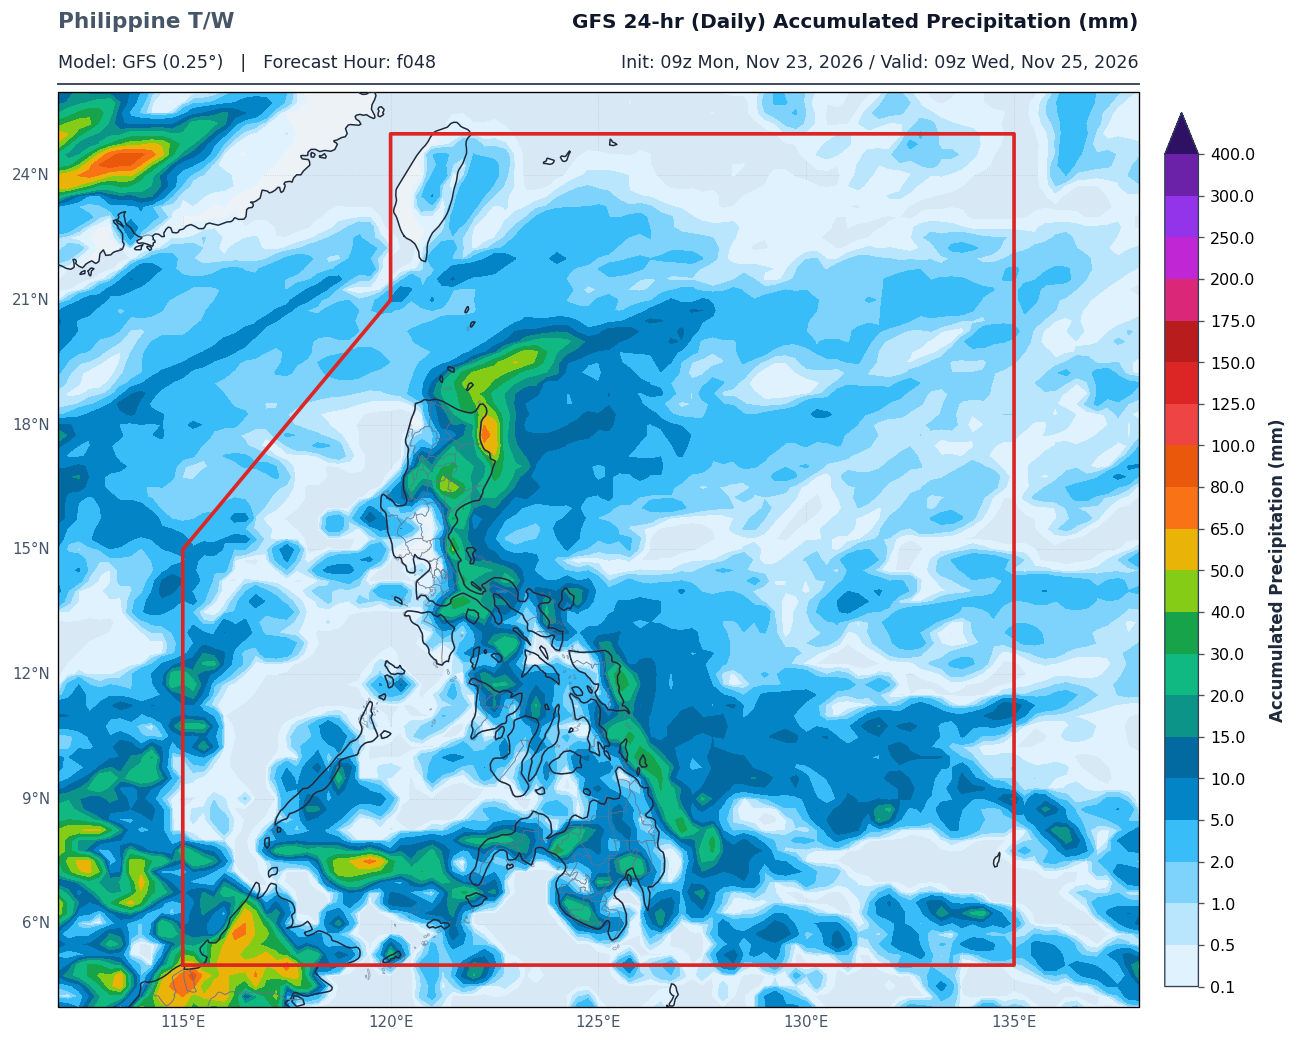 Philippine T/W
GFS 24-hr (Daily) Accumulated Precipitation (mm)
Model: GFS (0.25°)   |   Forecast Hour: f048
Init: 09z Mon, Nov 23, 2026 / Valid: 09z Wed, Nov 25, 2026
24°N
21°N
18°N
15°N
12°N
9°N
6°N
115°E
120°E
125°E
130°E
135°E
400.0
300.0
250.0
200.0
175.0
150.0
125.0
100.0
80.0
65.0
50.0
40.0
30.0
20.0
15.0
10.0
5.0
2.0
1.0
0.5
0.1
Accumulated Precipitation (mm)